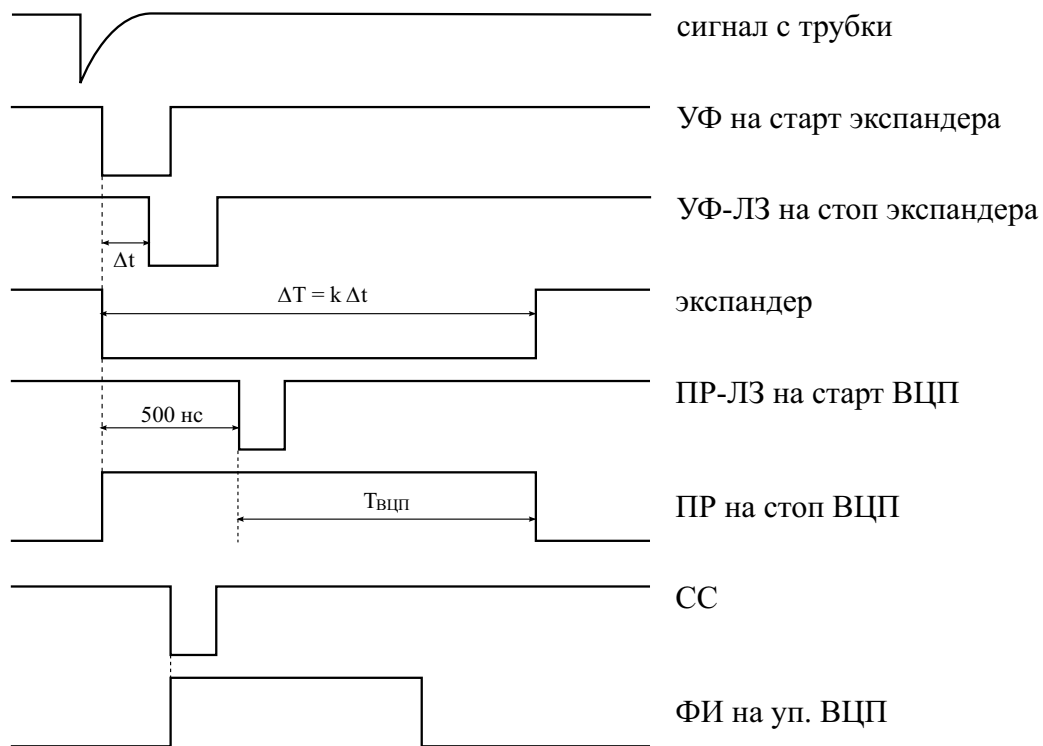 сигнал с трубки
УФ на старт экспандера
УФ-ЛЗ на стоп экспандера
Δt
ΔT = k Δt
экспандер
ПР-ЛЗ на старт ВЦП
500 нс
TВЦП
ПР на стоп ВЦП
СС
ФИ на уп. ВЦП